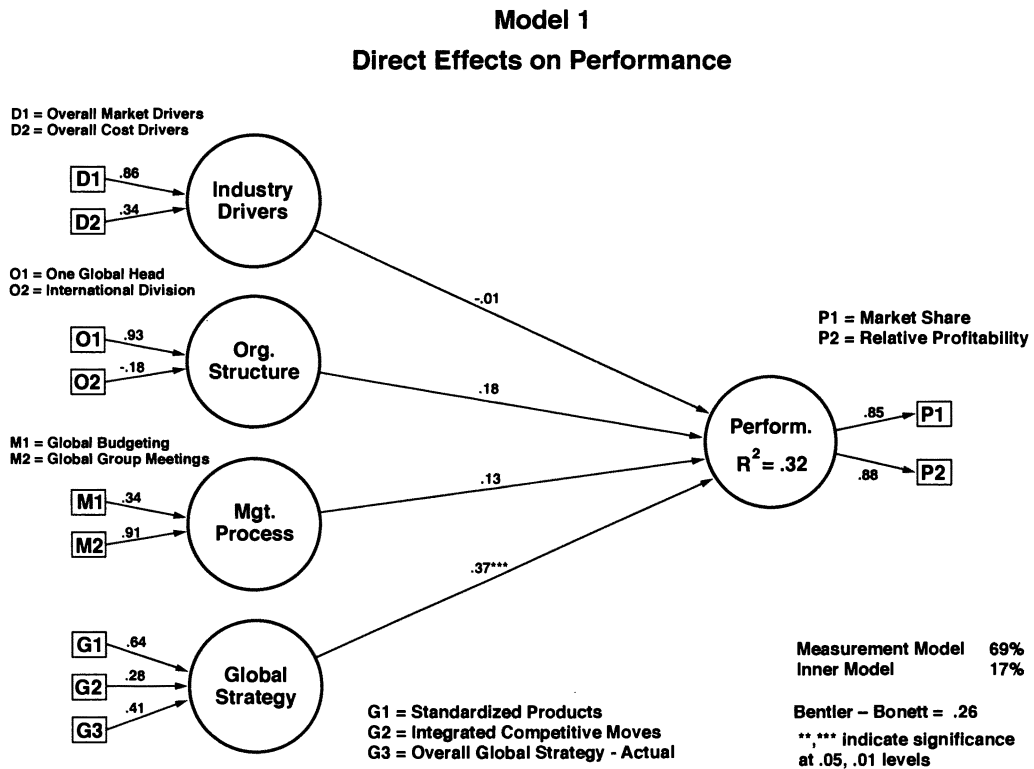 Model 1
Direct Effects on Performance
D1 = Overall Market Drivers
D2 = Overall Cost Drivers
D1
.86
D2
.34
Industry
Drivers
-.01
O1 = One Global Head
O2 = International Division
O1
.93
O2
-.18
Org.
Structure
.18
P1 = Market Share
P2 = Relative Profitability
Perform.
R² = .32
.85
P1
.88
P2
M1 = Global Budgeting
M2 = Global Group Meetings
M1
.34
M2
.91
Mgt.
Process
.13
.37***
G1
.64
G2
.28
G3
.41
Global
Strategy
G1 = Standardized Products
G2 = Integrated Competitive Moves
G3 = Overall Global Strategy - Actual
Measurement Model 69%
Inner Model 17%
Bentler – Bonett = .26
**,*** indicate significance
at .05, .01 levels